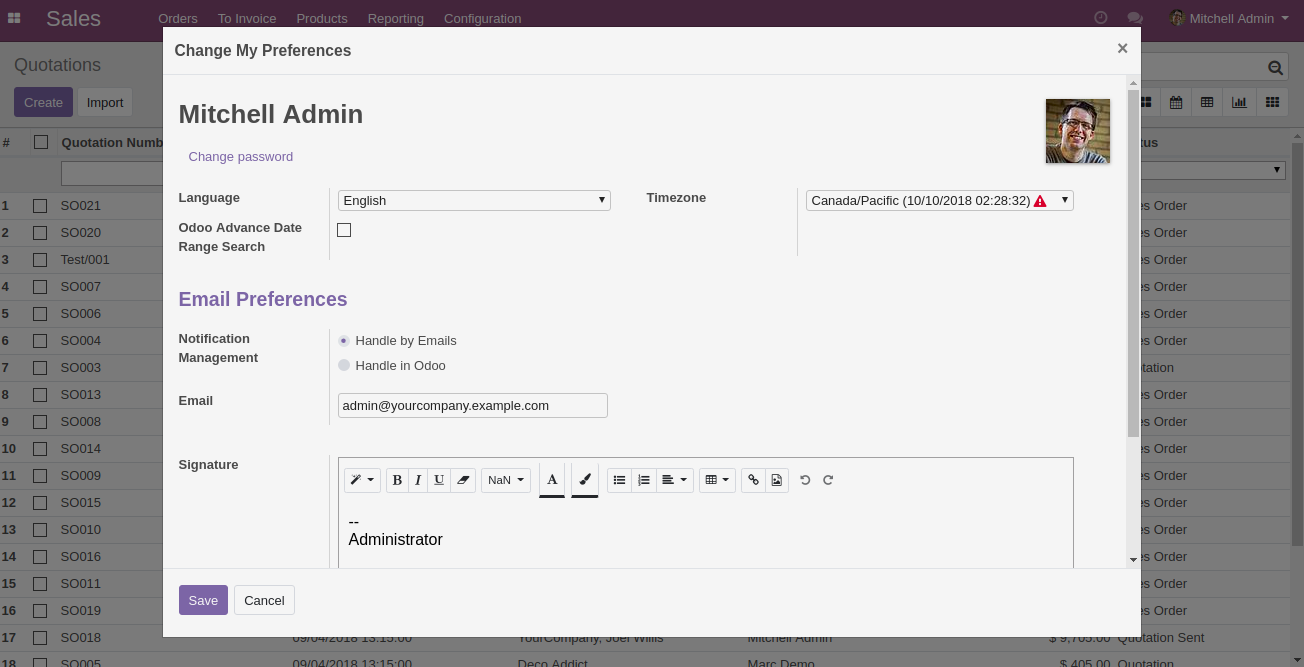 Sales
Orders To Invoice Products Reporting Configuration
Mitchell Admin
Quotations
Create Import
Change My Preferences ×
Mitchell Admin
Change password
Language English
Timezone Canada/Pacific (10/10/2018 02:28:32)
Odoo Advance Date
Range Search
Email Preferences
Notification
Management
Handle by Emails
Handle in Odoo
Email admin@yourcompany.example.com
Signature
B I U NaN A
--
Administrator
Save Cancel
# Quotation Numb tus
1 SO021 es Order
2 SO020 es Order
3 Test/001 es Order
4 SO007 es Order
5 SO006 es Order
6 SO004 es Order
7 SO003 tation
8 SO013 es Order
9 SO008 es Order
10 SO014 es Order
11 SO009 es Order
12 SO015 es Order
13 SO010 es Order
14 SO016 es Order
15 SO011 es Order
16 SO019 es Order
17 SO018 09/04/2018 13:15:00 YourCompany, Joel Willis Mitchell Admin $ 9,705.00 Quotation Sent
18 SO005 09/04/2018 13:15:00 Deco Addict Marc Demo $ 405.00 Quotation